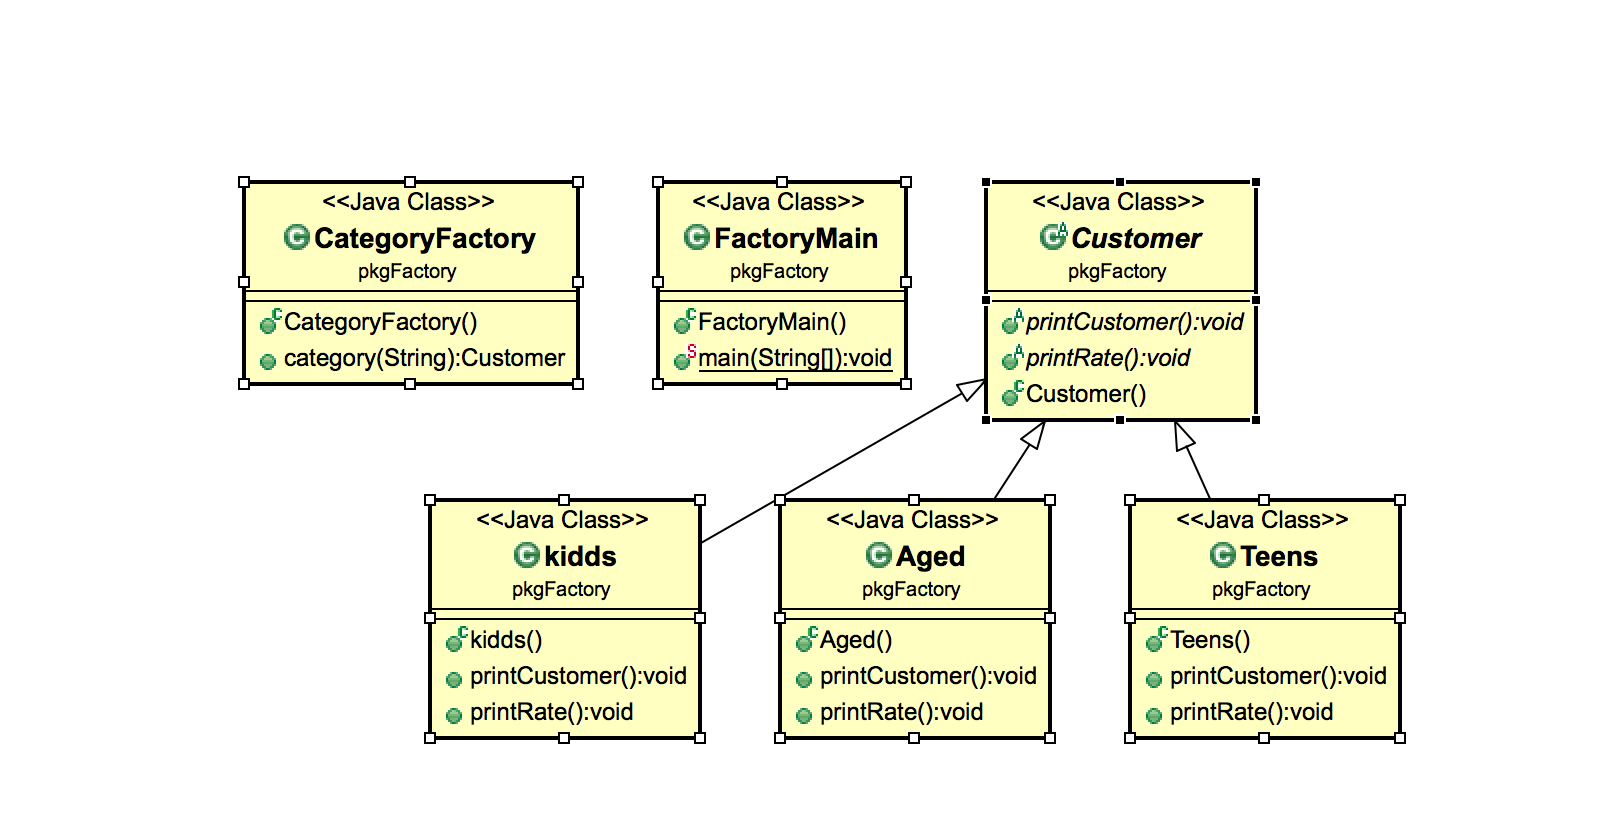 <<Java Class>>
CategoryFactory
pkgFactory
CategoryFactory()
category(String):Customer
<<Java Class>>
FactoryMain
pkgFactory
FactoryMain()
main(String[]):void
<<Java Class>>
Customer
pkgFactory
printCustomer():void
printRate():void
Customer()
<<Java Class>>
kidds
pkgFactory
kidds()
printCustomer():void
printRate():void
<<Java Class>>
Aged
pkgFactory
Aged()
printCustomer():void
printRate():void
<<Java Class>>
Teens
pkgFactory
Teens()
printCustomer():void
printRate():void